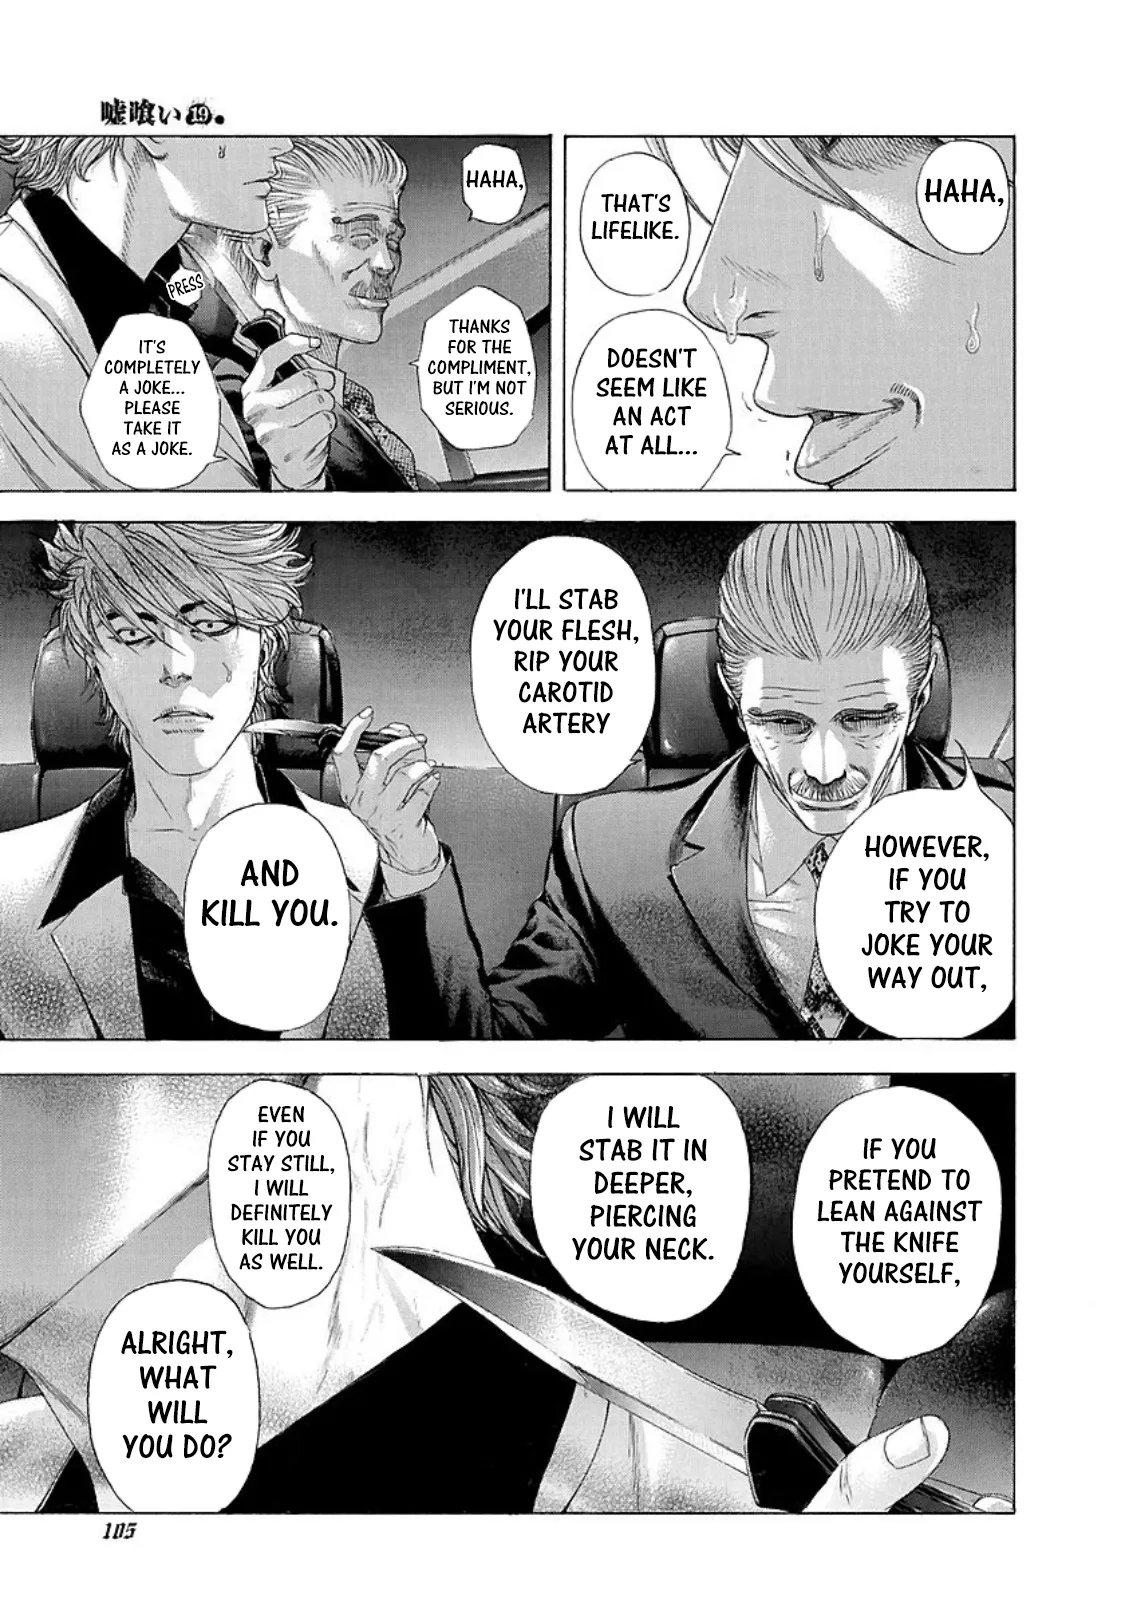 嘘喰い19.
HAHA,
THAT'S
LIFELIKE.
DOESN'T
SEEM LIKE
AN ACT
AT ALL...
HAHA,
THANKS
FOR THE
COMPLIMENT,
BUT I'M NOT
SERIOUS.
PRESS
IT'S
COMPLETELY
A JOKE...
PLEASE
TAKE IT
AS A JOKE.
HOWEVER,
IF YOU
TRY TO
JOKE YOUR
WAY OUT,
I'LL STAB
YOUR FLESH,
RIP YOUR
CAROTID
ARTERY
AND
KILL YOU.
IF YOU
PRETEND TO
LEAN AGAINST
THE KNIFE
YOURSELF,
I WILL
STAB IT IN
DEEPER,
PIERCING
YOUR NECK.
EVEN
IF YOU
STAY STILL,
I WILL
DEFINITELY
KILL YOU
AS WELL.
ALRIGHT,
WHAT
WILL
YOU DO?
105